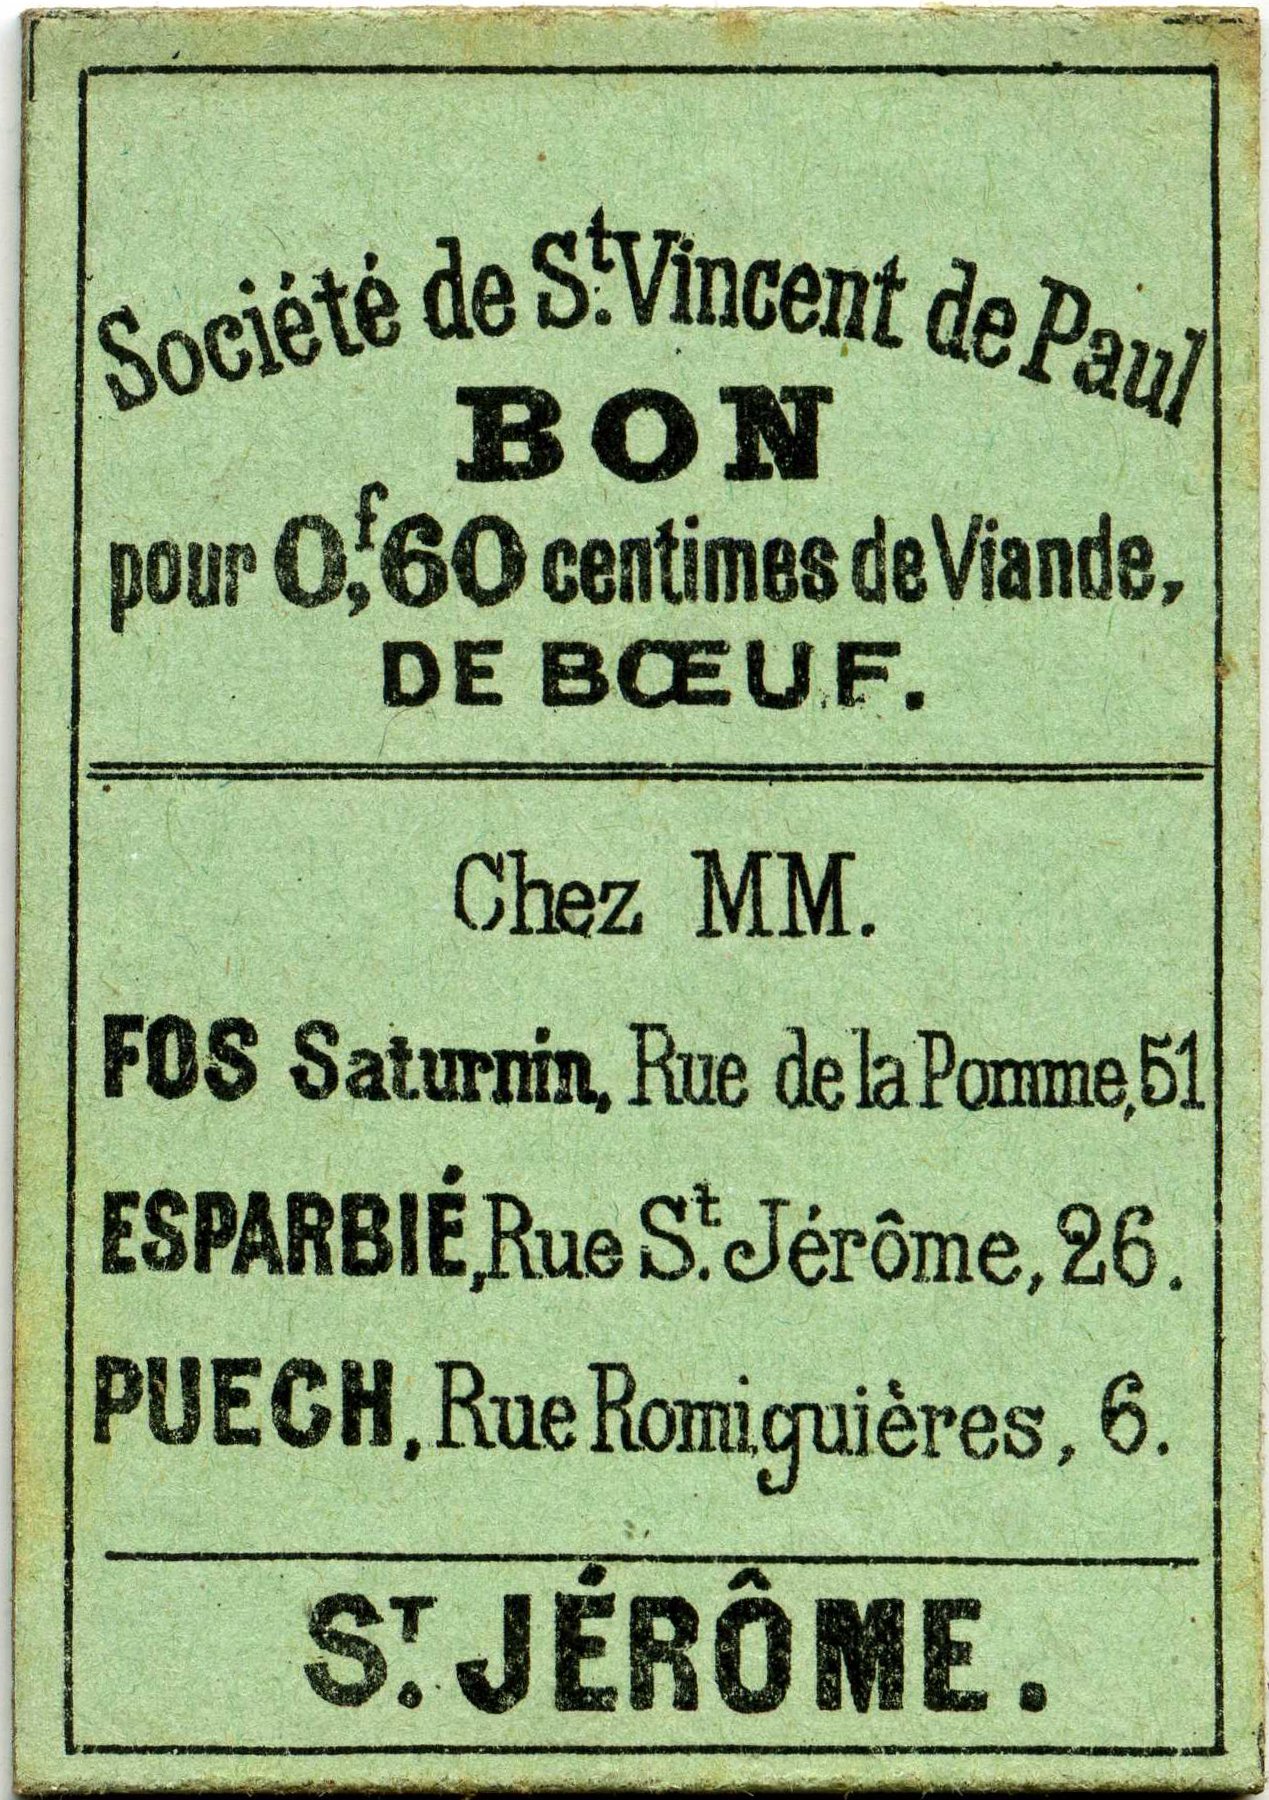 Société de St. Vincent de Paul
BON
pour 0f,60 centimes de Viande,
DE BŒUF.
Chez MM.
FOS Saturnin, Rue de la Pomme, 51
ESPARBIÉ, Rue St. Jérôme, 26.
PUECH, Rue Romiguières, 6.
ST. JÉRÔME.